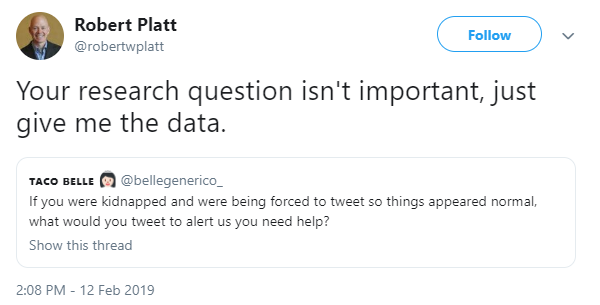 Robert Platt
@robertwplatt
Follow
Your research question isn't important, just
give me the data.
TACO BELLE @bellegenerico_
If you were kidnapped and were being forced to tweet so things appeared normal,
what would you tweet to alert us you need help?
Show this thread
2:08 PM - 12 Feb 2019